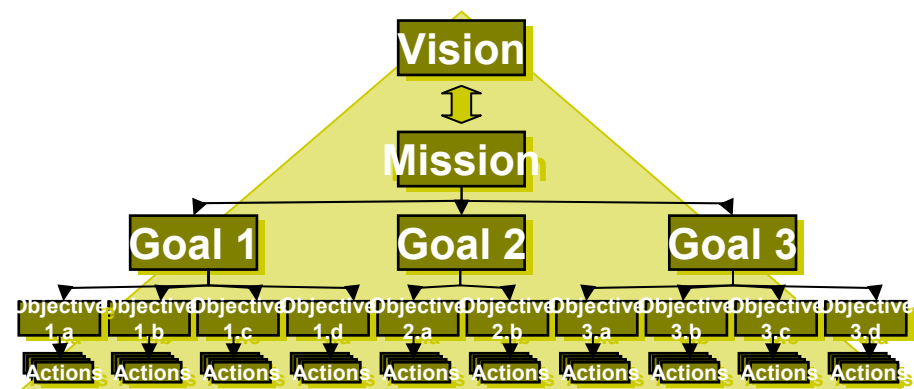 Vision
Mission
Goal 1 Goal 2 Goal 3
Objective Objective Objective Objective Objective Objective Objective Objective Objective Objective
1.a 1.b 1.c 1.d 2.a 2.b 3.a 3.b 3.c 3.d
Actions Actions Actions Actions Actions Actions Actions Actions Actions Actions